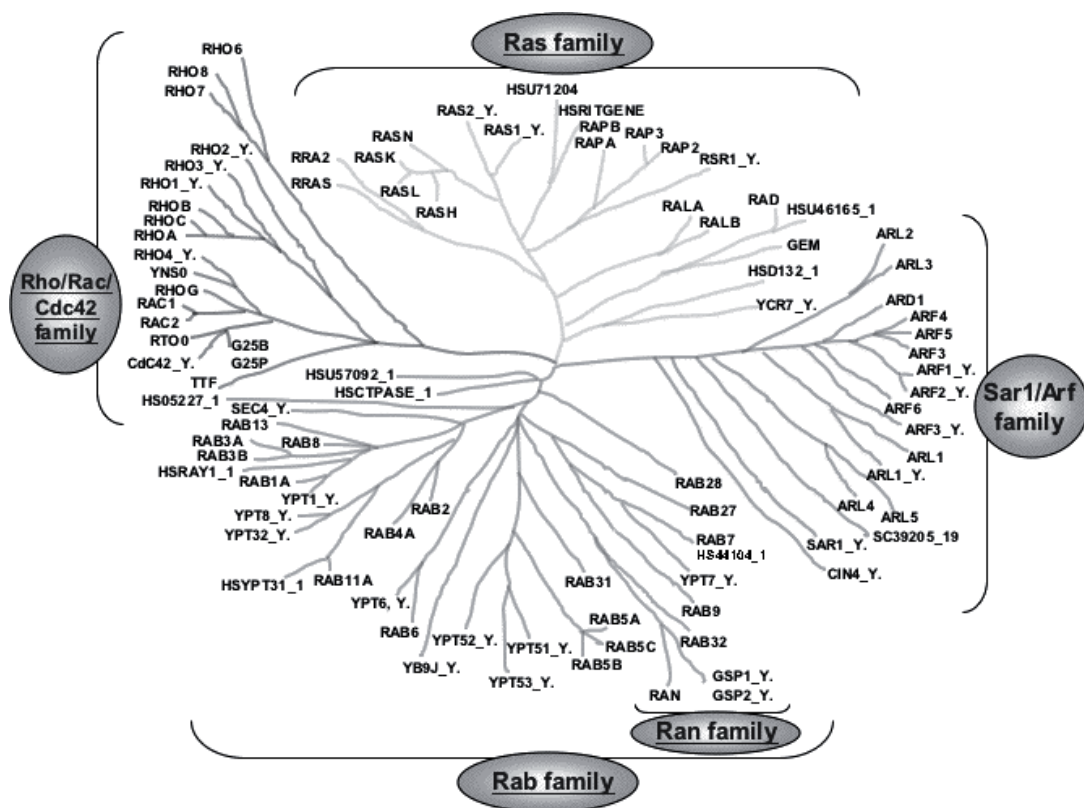 Ras family
RHO6
RHO8
RHO7
RHO2_Y.
RHO3_Y.
RHO1_Y.
RHOB
RHOC
RHOA
RHO4_Y.
YNS0
RHOG
RAC1
RAC2
RTO0
G25B
CdC42_Y.
G25P
TTF
Rho/Rac/
Cdc42
family
HSU71204
HSRITGENE
RAS2_Y.
RAS1_Y.
RAPB
RAPA
RAP3
RAP2
RSR1_Y.
RASN
RASK
RASL
RASH
RRA2
RRAS
RALA
RALB
RAD
HSU46165_1
GEM
HSD132_1
YCR7_Y.
ARL2
ARL3
ARD1
ARF4
ARF5
ARF3
ARF1_Y.
ARF2_Y.
ARF6
ARF3_Y.
ARL1
ARL1_Y.
ARL4
ARL5
SC39205_19
SAR1_Y.
CIN4_Y.
Sar1/Arf
family
HSU57092_1
HSCTPASE_1
HS05227_1
SEC4_Y.
RAB13
RAB3A
RAB8
RAB3B
HSRAY1_1
RAB1A
YPT1_Y.
YPT8_Y.
YPT32_Y.
RAB2
RAB4A
HSYPT31_1
RAB11A
YPT6, Y.
RAB6
YB9J_Y.
YPT52_Y.
YPT51_Y.
YPT53_Y.
RAB31
RAB5A
RAB5C
RAB5B
RAB28
RAB27
RAB7
HS44104_1
YPT7_Y.
RAB9
RAB32
GSP1_Y.
RAN
GSP2_Y.
Ran family
Rab family